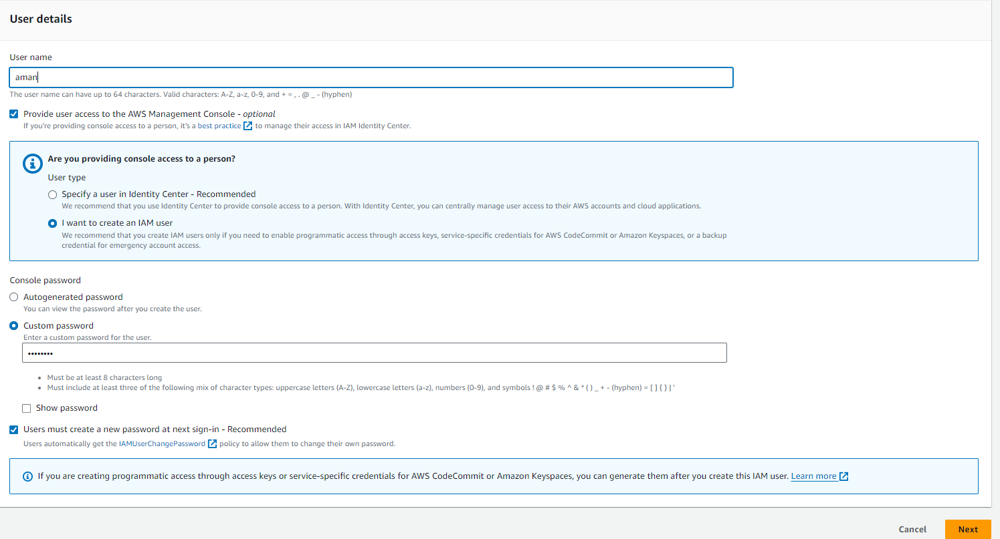 User details
User name
aman
The user name can have up to 64 characters. Valid characters: A-Z, a-z, 0-9, and + = , . @ _ - (hyphen)
Provide user access to the AWS Management Console - optional
If you're providing console access to a person, it's a best practice to manage their access in IAM Identity Center.
Are you providing console access to a person?
User type
Specify a user in Identity Center - Recommended
We recommend that you use Identity Center to provide console access to a person. With Identity Center, you can centrally manage user access to their AWS accounts and cloud applications.
I want to create an IAM user
We recommend that you create IAM users only if you need to enable programmatic access through access keys, service-specific credentials for AWS CodeCommit or Amazon Keyspaces, or a backup
credential for emergency account access.
Console password
Autogenerated password
You can view the password after you create the user.
Custom password
Enter a custom password for the user.
••••••••
Must be at least 8 characters long
Must include at least three of the following mix of character types: uppercase letters (A-Z), lowercase letters (a-z), numbers (0-9), and symbols ! @ # $ % ^ & * ( ) _ + - (hyphen) = [ ] { } | '
Show password
Users must create a new password at next sign-in - Recommended
Users automatically get the IAMUserChangePassword policy to allow them to change their own password.
If you are creating programmatic access through access keys or service-specific credentials for AWS CodeCommit or Amazon Keyspaces, you can generate them after you create this IAM user. Learn more
Cancel
Next